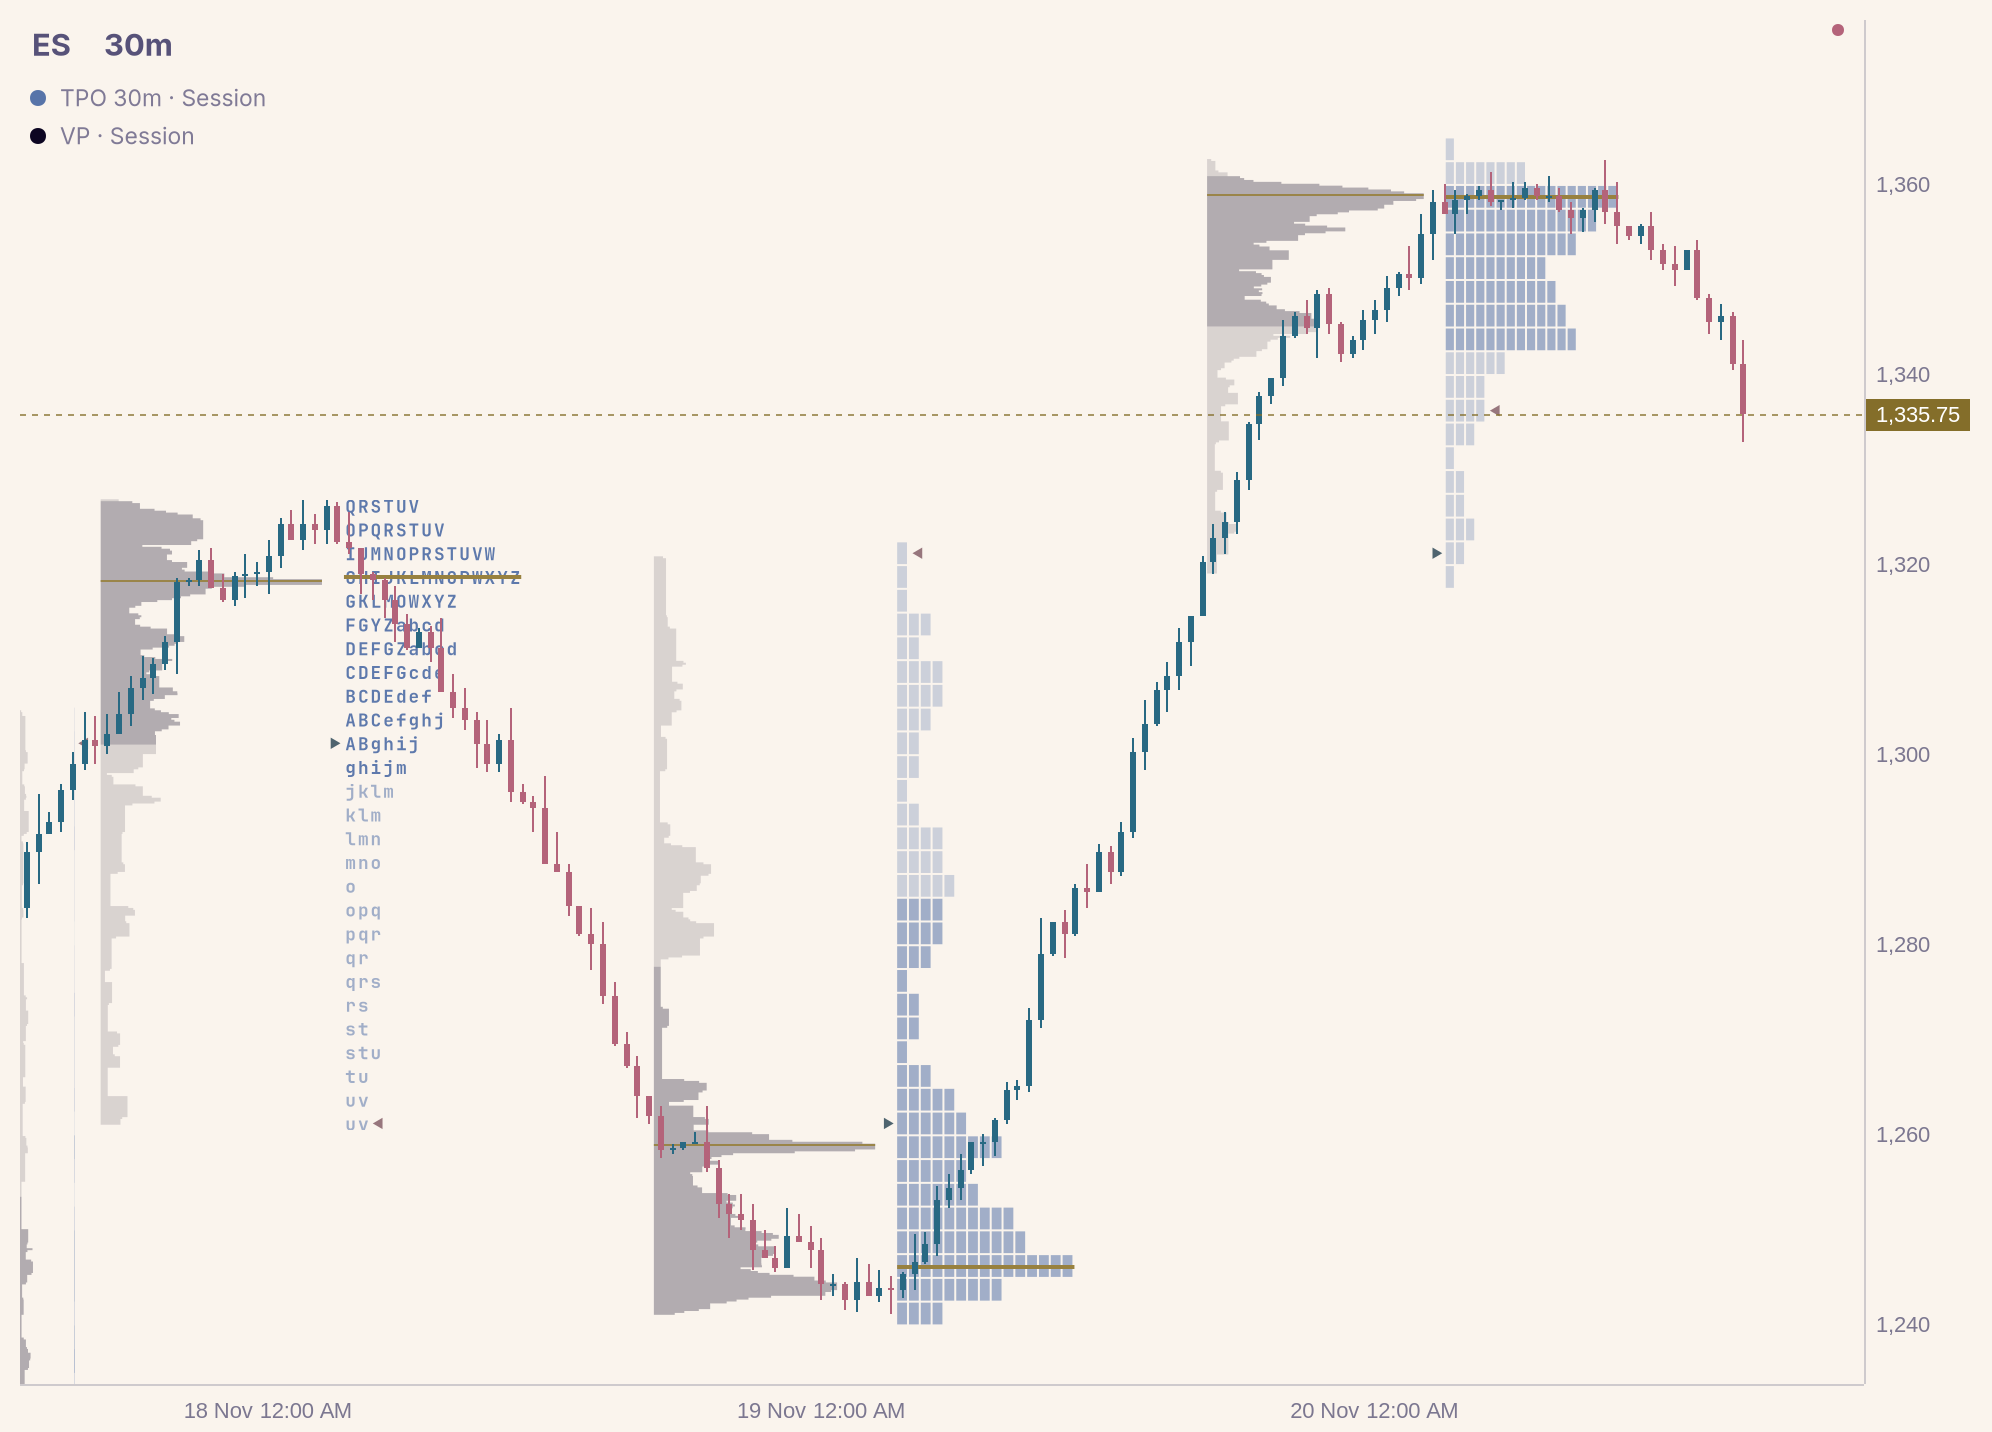 ES 30m
TPO 30m · Session
VP · Session
1,360
1,340
1,335.75
1,320
1,300
1,280
1,260
1,240
QRSTUV
OPQRSTUV
IJMNOPRSTUVW
GHIJKLMNOPWXYZ
GKLMOWXYZ
FGYZabcd
DEFGZabcd
CDEFGcde
BCDEdef
ABCefghj
ABghij
ghijm
jklm
klm
lmn
mno
o
opq
pqr
qr
qrs
rs
st
stu
tu
uv
uv
18 Nov 12:00 AM
19 Nov 12:00 AM
20 Nov 12:00 AM